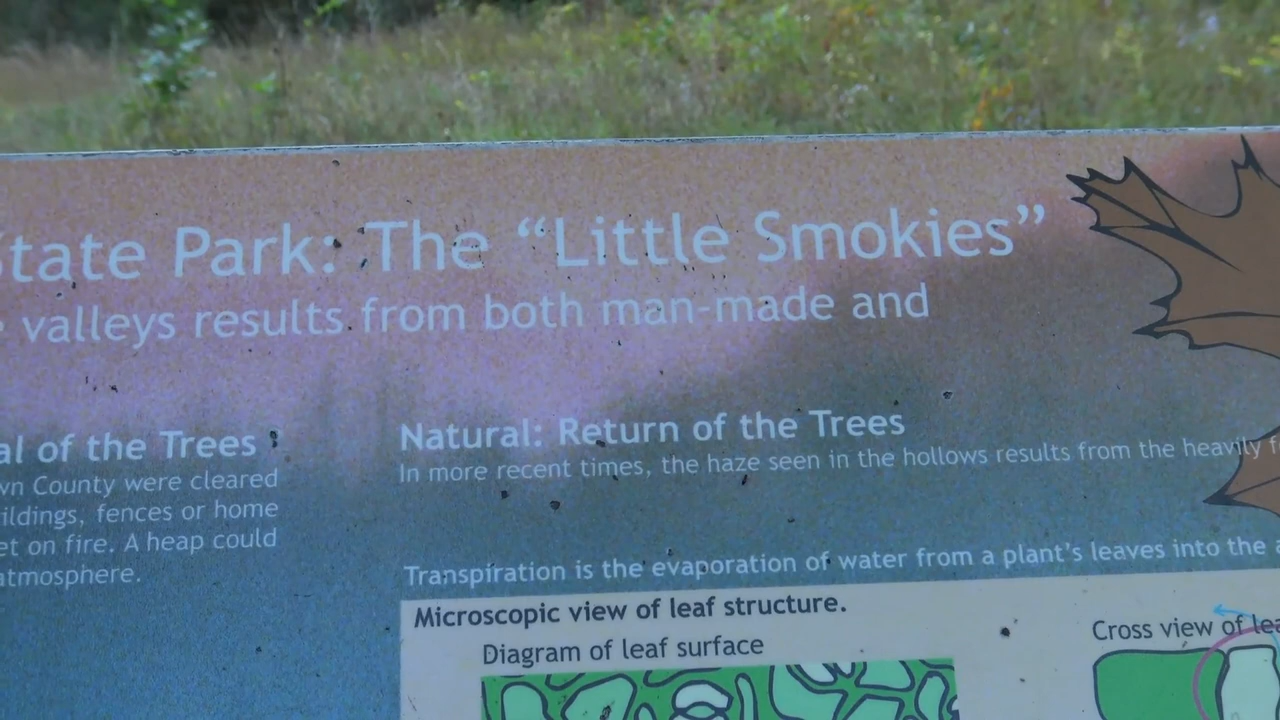 State Park: The “Little Smokies”
valleys results from both man-made and
al of the Trees
wn County were cleared
ildings, fences or home
et on fire. A heap could
atmosphere.
Natural: Return of the Trees
In more recent times, the haze seen in the hollows results from the heavily f
Transpiration is the evaporation of water from a plant’s leaves into the a
Microscopic view of leaf structure.
Diagram of leaf surface
Cross view of lea